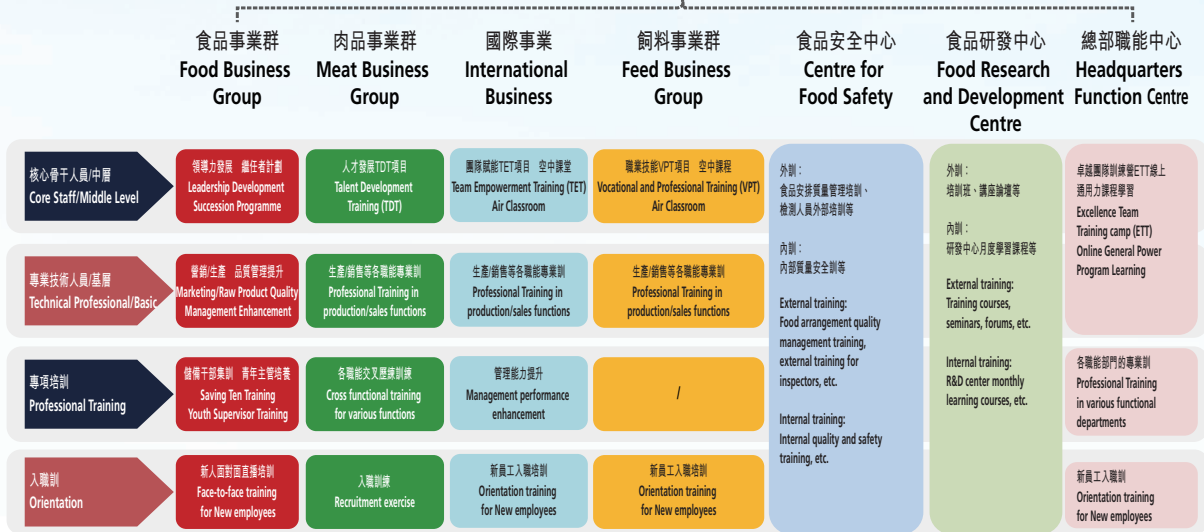 食品事業群
Food Business
Group
肉品事業群
Meat Business
Group
國際事業
International
Business
飼料事業群
Feed Business
Group
食品安全中心
Centre for
Food Safety
食品研發中心
Food Research
and Development
Centre
總部職能中心
Headquarters
Function Centre
核心骨干人員/中層
Core Staff/Middle Level
領導力發展 繼任者計劃
Leadership Development
Succession Programme
人才發展TDT項目
Talent Development
Training (TDT)
團隊賦能TET項目 空中課堂
Team Empowerment Training (TET)
Air Classroom
職業技能VPT項目 空中課程
Vocational and Professional Training (VPT)
Air Classroom
專業技術人員/基層
Technical Professional/Basic
營銷/生產 品質管理提升
Marketing/Raw Product Quality
Management Enhancement
生產/銷售等各職能專業訓
Professional Training in
production/sales functions
生產/銷售等各職能專業訓
Professional Training in
production/sales functions
生產/銷售等各職能專業訓
Professional Training in
production/sales functions
專項培訓
Professional Training
儲備干部集訓 青年主管培養
Saving Ten Training
Youth Supervisor Training
各職能交叉歷練訓練
Cross functional training
for various functions
管理能力提升
Management performance
enhancement
/
入職訓
Orientation
新人面對面直播培訓
Face-to-face training
for New employees
入職訓練
Recruitment exercise
新員工入職培訓
Orientation training
for New employees
新員工入職培訓
Orientation training
for New employees
外訓：
食品安排質量管理培訓、
檢測人員外部培訓等
內訓：
內部質量安全訓等
External training:
Food arrangement quality
management training,
external training for
inspectors, etc.
Internal training:
Internal quality and safety
training, etc.
外訓：
培訓班、講座論壇等
內訓：
研發中心月度學習課程等
External training:
Training courses,
seminars, forums, etc.
Internal training:
R&D center monthly
learning courses, etc.
卓越團隊訓練營ETT線上
通用力課程學習
Excellence Team
Training camp (ETT)
Online General Power
Program Learning
各職能部門的專業訓
Professional Training
in various functional
departments
新員工入職訓
Orientation training
for New employees